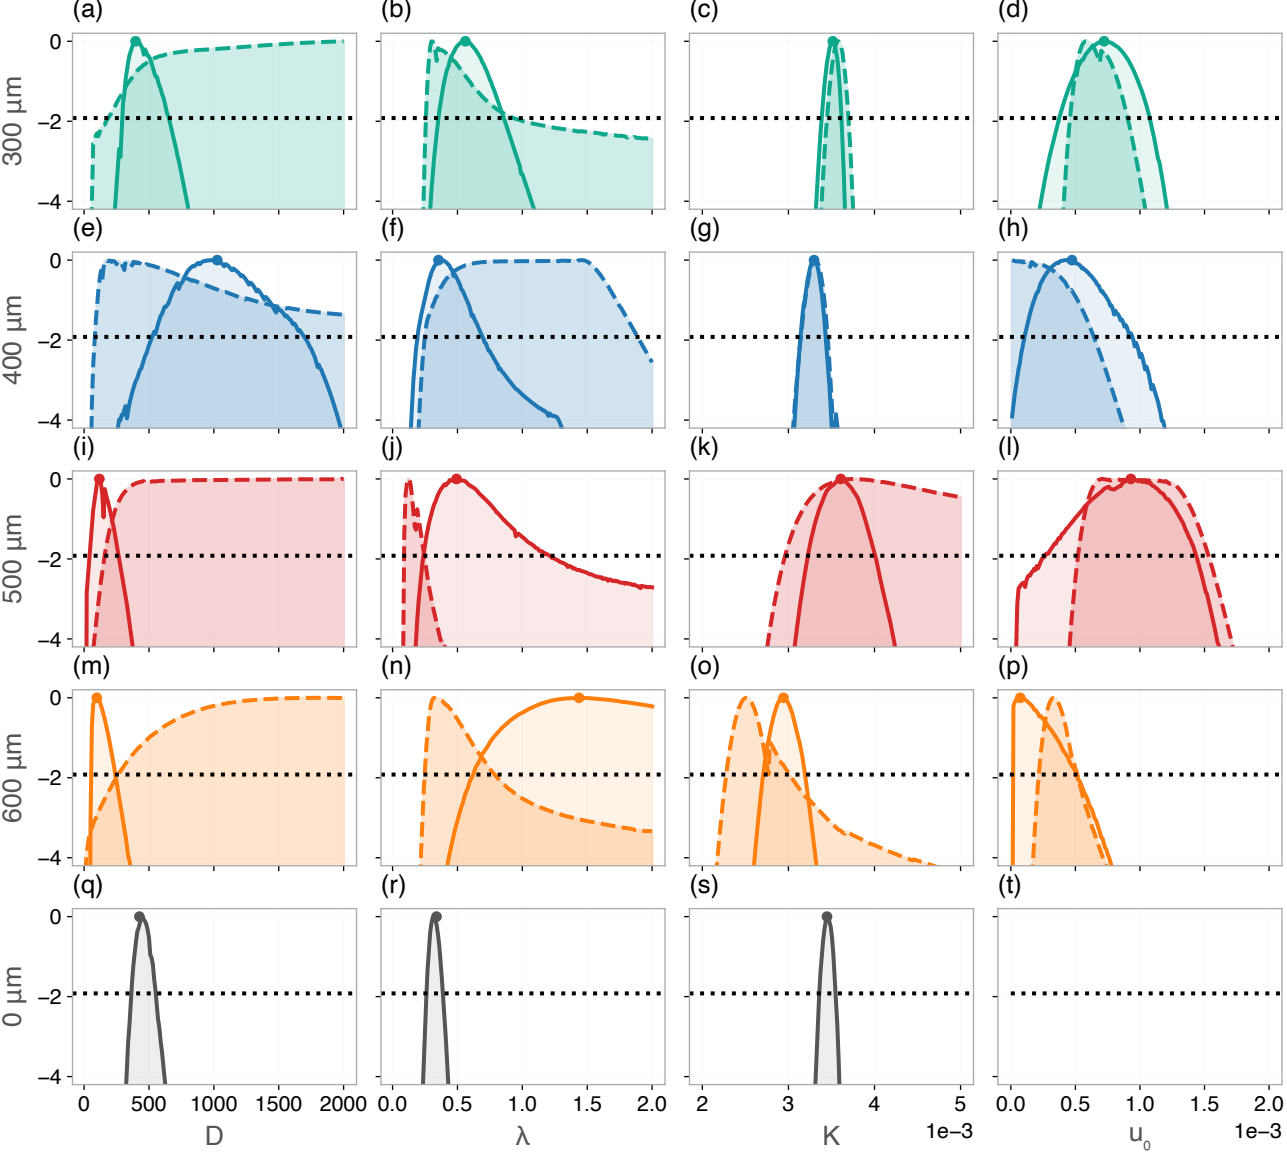 (a) (b) (c) (d)
0
−2
−4
300 μm
(e) (f) (g) (h)
0
−2
−4
400 μm
(i) (j) (k) (l)
0
−2
−4
500 μm
(m) (n) (o) (p)
0
−2
−4
600 μm
(q) (r) (s) (t)
0
−2
−4
0 μm
0 500 1000 1500 2000 0.0 0.5 1.0 1.5 2.0 2 3 4 5 0.0 0.5 1.0 1.5 2.0
1e−3 1e−3
D λ K u₀